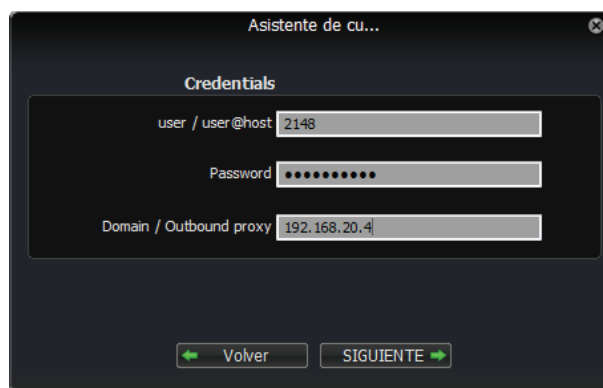 Asistente de cu...
Credentials
user / user@host 2148
Password ●●●●●●●●●●
Domain / Outbound proxy 192.168.20.4
Volver SIGUIENTE